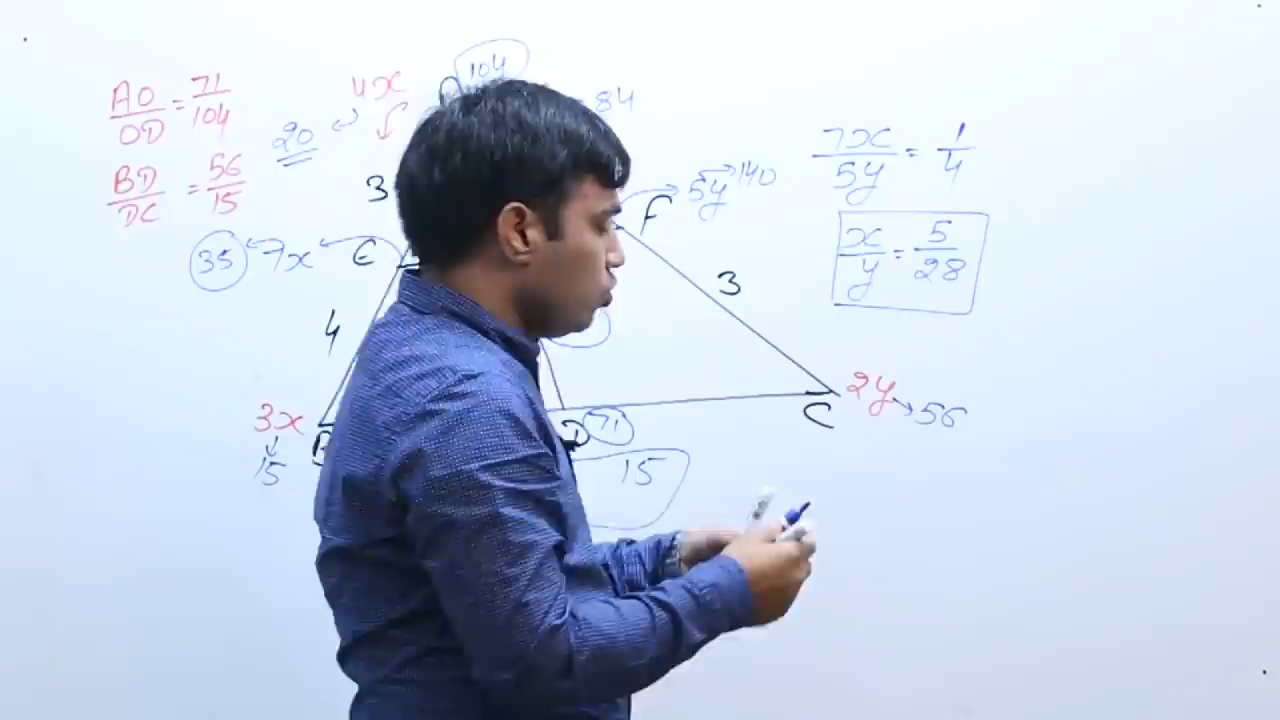 AO/OD = 71/104
BD/DC = 56/15
20
4x
104
84
3
5y 140
F
35 7x E
3
4
3x
15
B
D 71
15
C
2y 56
7x/5y = 1/4
x/y = 5/28